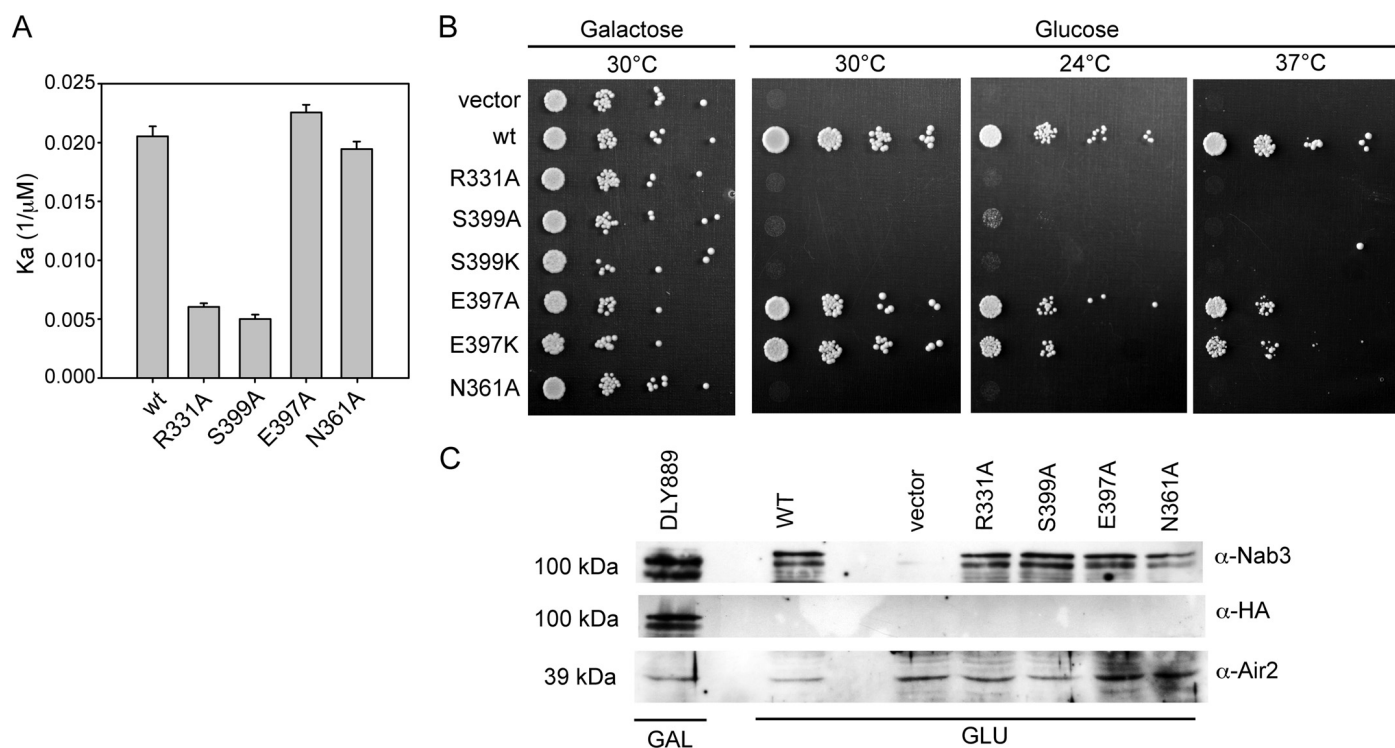 A
Ka (1/µM)
0.025
0.020
0.015
0.010
0.005
0.000
wt
R331A
S399A
E397A
N361A
B
Galactose
Glucose
30°C
30°C
24°C
37°C
vector
wt
R331A
S399A
S399K
E397A
E397K
N361A
C
DLY889
WT
vector
R331A
S399A
E397A
N361A
100 kDa
α-Nab3
100 kDa
α-HA
39 kDa
α-Air2
GAL
GLU